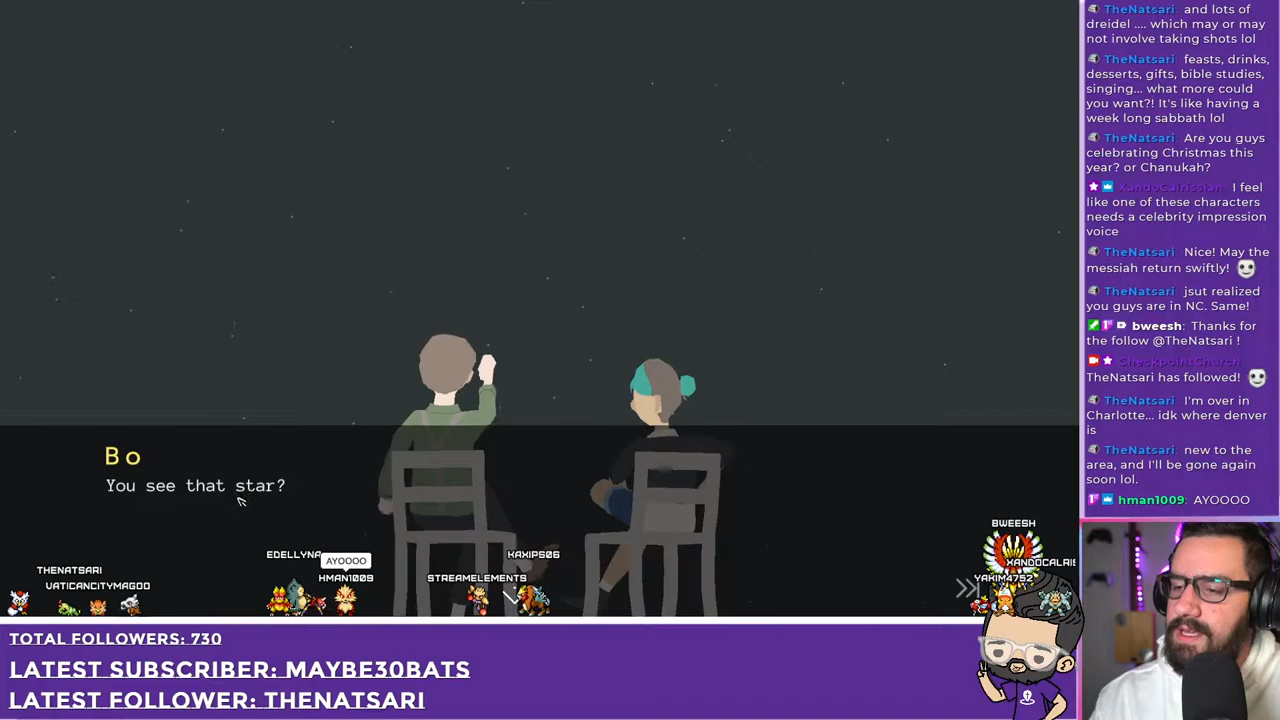 TheNatsari: and lots of
dreidel .... which may or may
not involve taking shots lol
TheNatsari: feasts, drinks,
desserts, gifts, bible studies,
singing... what more could
you want?! It's like having a
week long sabbath lol
TheNatsari: Are you guys
celebrating Christmas this
year? or Chanukah?
XandoCalrissian: I feel
like one of these characters
needs a celebrity impression
voice
TheNatsari: Nice! May the
messiah return swiftly!
TheNatsari: jsut realized
you guys are in NC. Same!
bweesh: Thanks for
the follow @TheNatsari !
CheckpointChurch:
TheNatsari has followed!
TheNatsari: I'm over in
Charlotte... idk where denver
is
TheNatsari: new to the
area, and I'll be gone again
soon lol.
hman1009: AYOOOO
Bo
You see that star?
THENATSARI
VATICANCITYMAGOO
EDELLYNA
AYOOOO
HMAN1009
STREAMELEMENTS
KAXIPS06
BWEESH
XANDOCALRIS
YAKIM4752
TOTAL FOLLOWERS: 730
LATEST SUBSCRIBER: MAYBE30BATS
LATEST FOLLOWER: THENATSARI